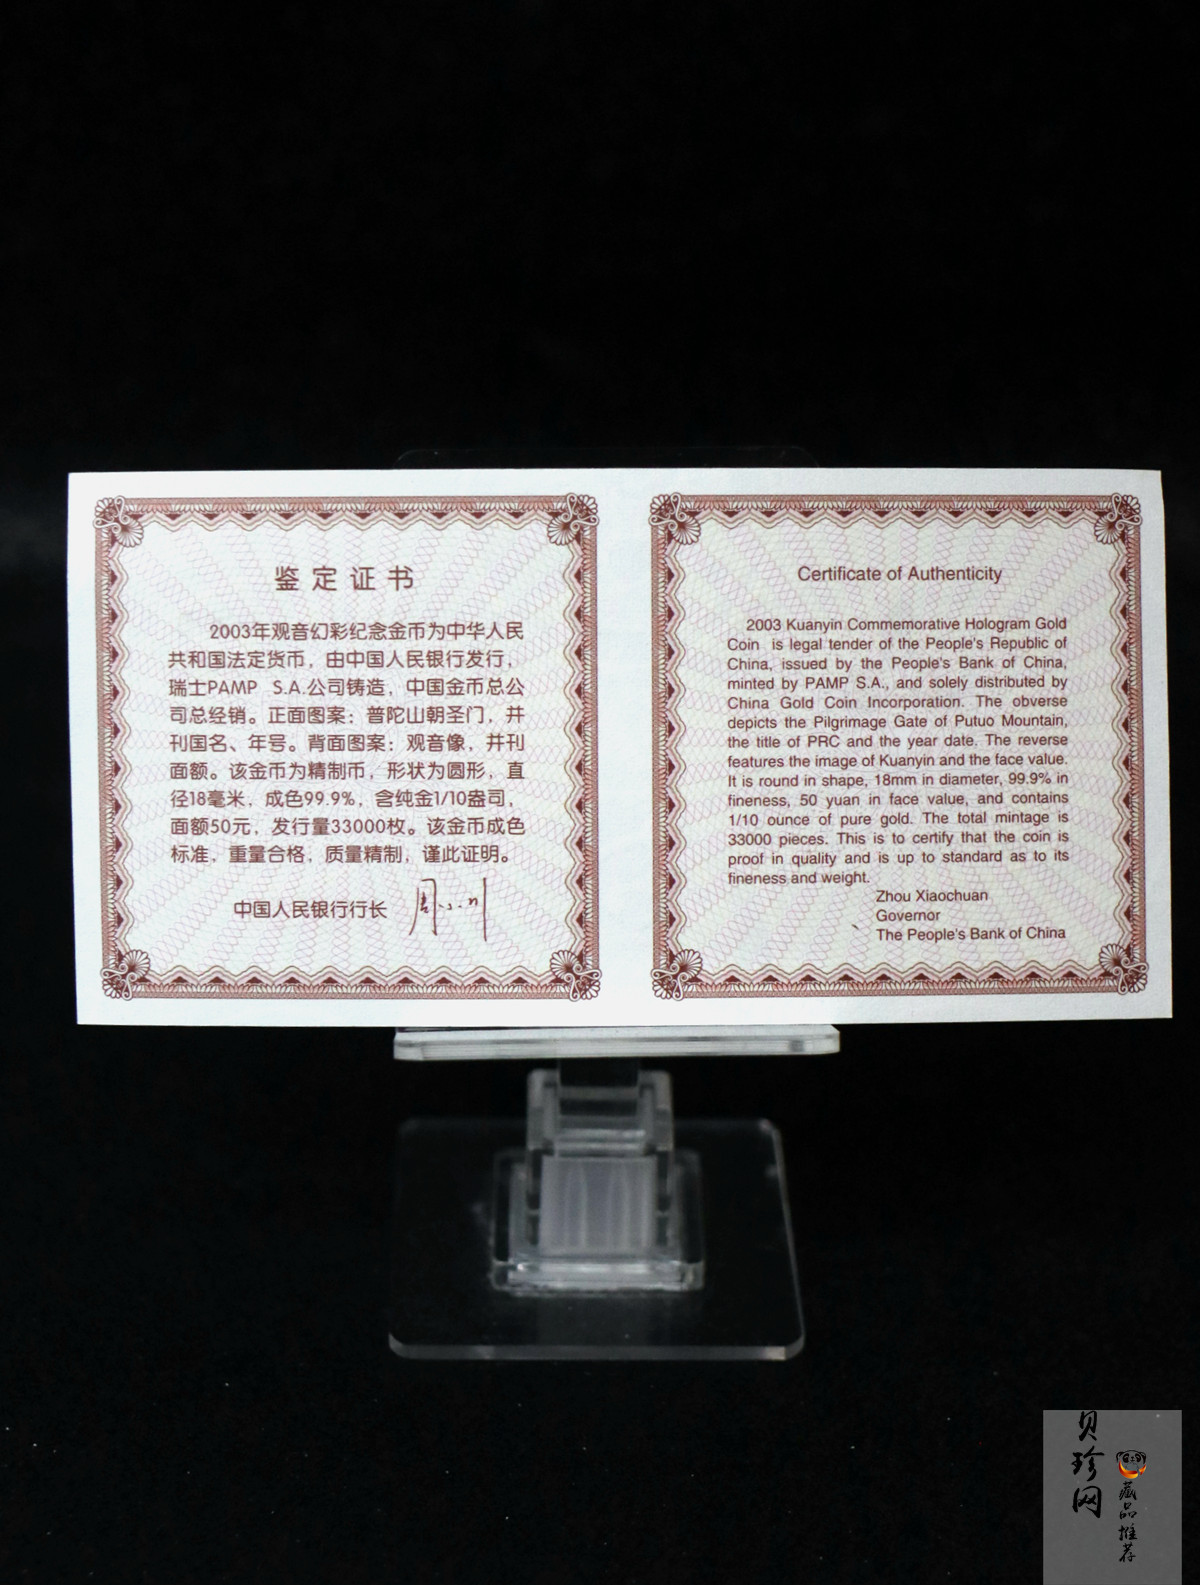 鉴定证书
2003年观音幻彩纪念金币为中华人民
共和国法定货币，由中国人民银行发行，
瑞士PAMP S.A.公司铸造，中国金币总公
司总经销。正面图案：普陀山朝圣门，并
刊国名、年号。背面图案：观音像，并刊
面额。该金币为精制币，形状为圆形，直
径18毫米，成色99.9%，含纯金1/10盎司，
面额50元，发行量33000枚。该金币成色
标准，重量合格，质量精制，谨此证明。
中国人民银行行长 周小川
Certificate of Authenticity
2003 Kuanyin Commemorative Hologram Gold
Coin is legal tender of the People's Republic of
China, issued by the People's Bank of China,
minted by PAMP S.A., and solely distributed by
China Gold Coin Incorporation. The obverse
depicts the Pilgrimage Gate of Putuo Mountain,
the title of PRC and the year date. The reverse
features the image of Kuanyin and the face value.
It is round in shape, 18mm in diameter, 99.9% in
fineness, 50 yuan in face value, and contains
1/10 ounce of pure gold. The total mintage is
33000 pieces. This is to certify that the coin is
proof in quality and is up to standard as to its
fineness and weight.
Zhou Xiaochuan
Governor
The People's Bank of China
贝珍网
藏品推荐